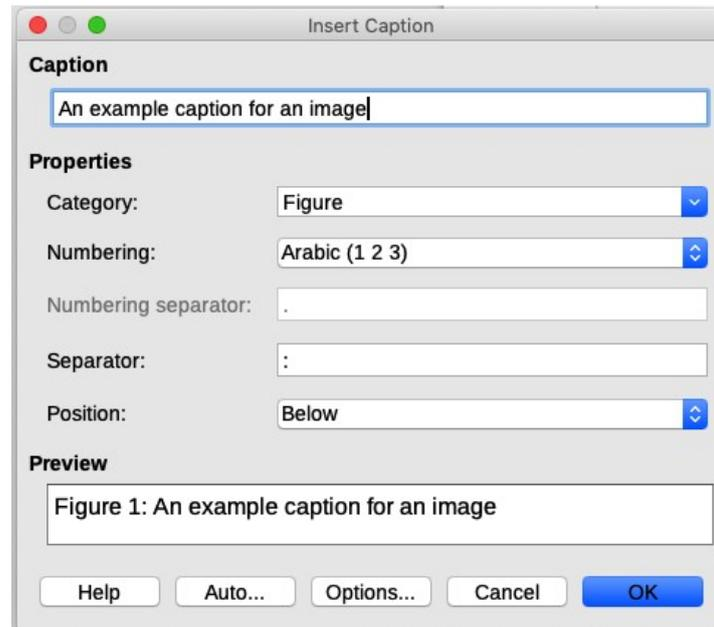 Insert Caption
Caption
An example caption for an image
Properties
Category: Figure
Numbering: Arabic (1 2 3)
Numbering separator: .
Separator: :
Position: Below
Preview
Figure 1: An example caption for an image
Help Auto... Options... Cancel OK